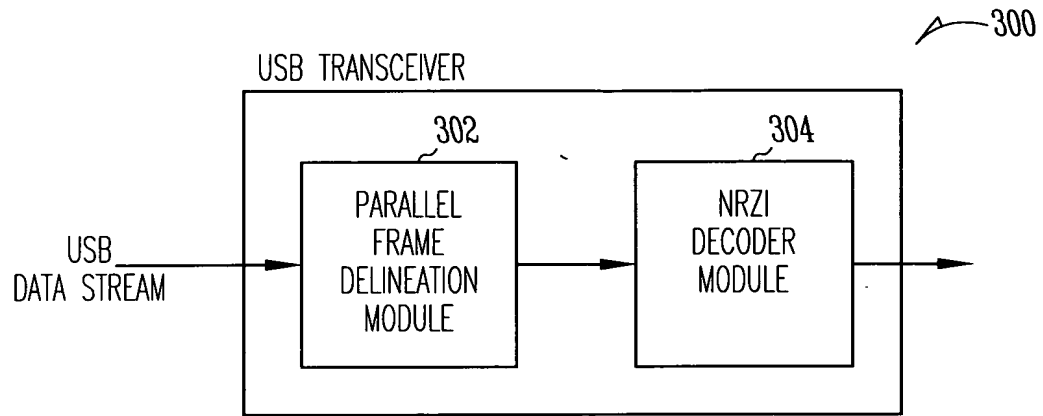 300
USB TRANSCEIVER
302
304
PARALLEL
FRAME
DELINEATION
MODULE
NRZI
DECODER
MODULE
USB
DATA STREAM